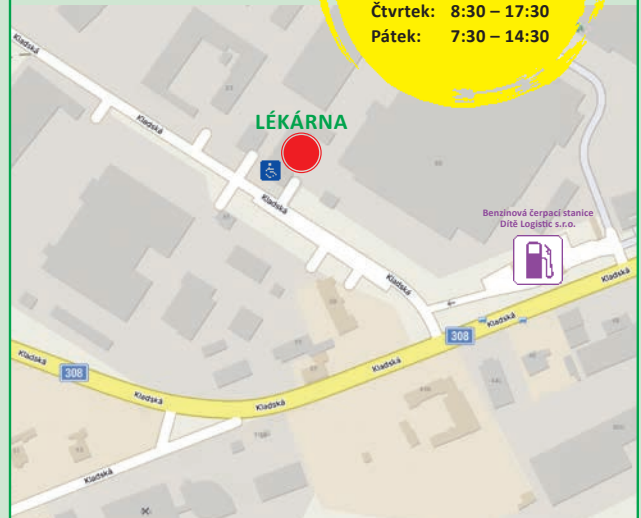 Čtvrtek: 8:30 – 17:30
Pátek: 7:30 – 14:30
Kladská
Kladská
LÉKÁRNA
Kladská
Benzínová čerpací stanice
Dítě Logistic s.r.o.
Kladská
Kladská
Kladská
308
Kladská
308
Kladská
Kladská
Kladská